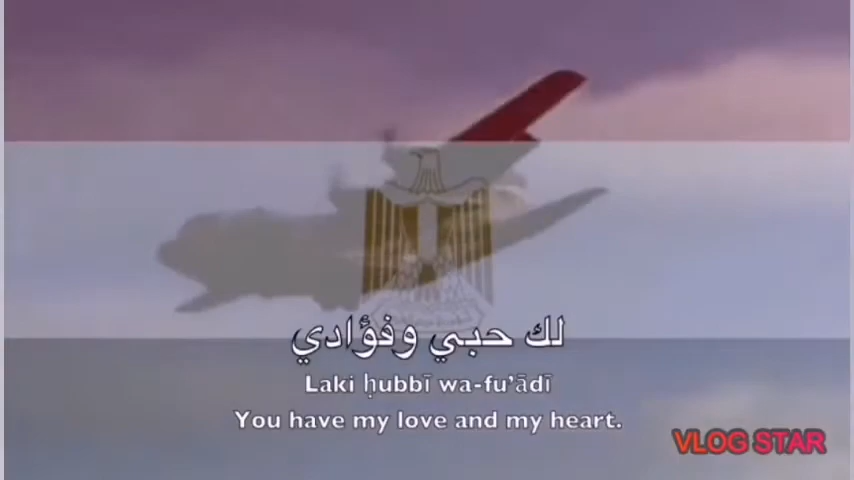 لك حبي وفؤادي
Laki ḥubbī wa-fu’ādī
You have my love and my heart.
VLOG STAR